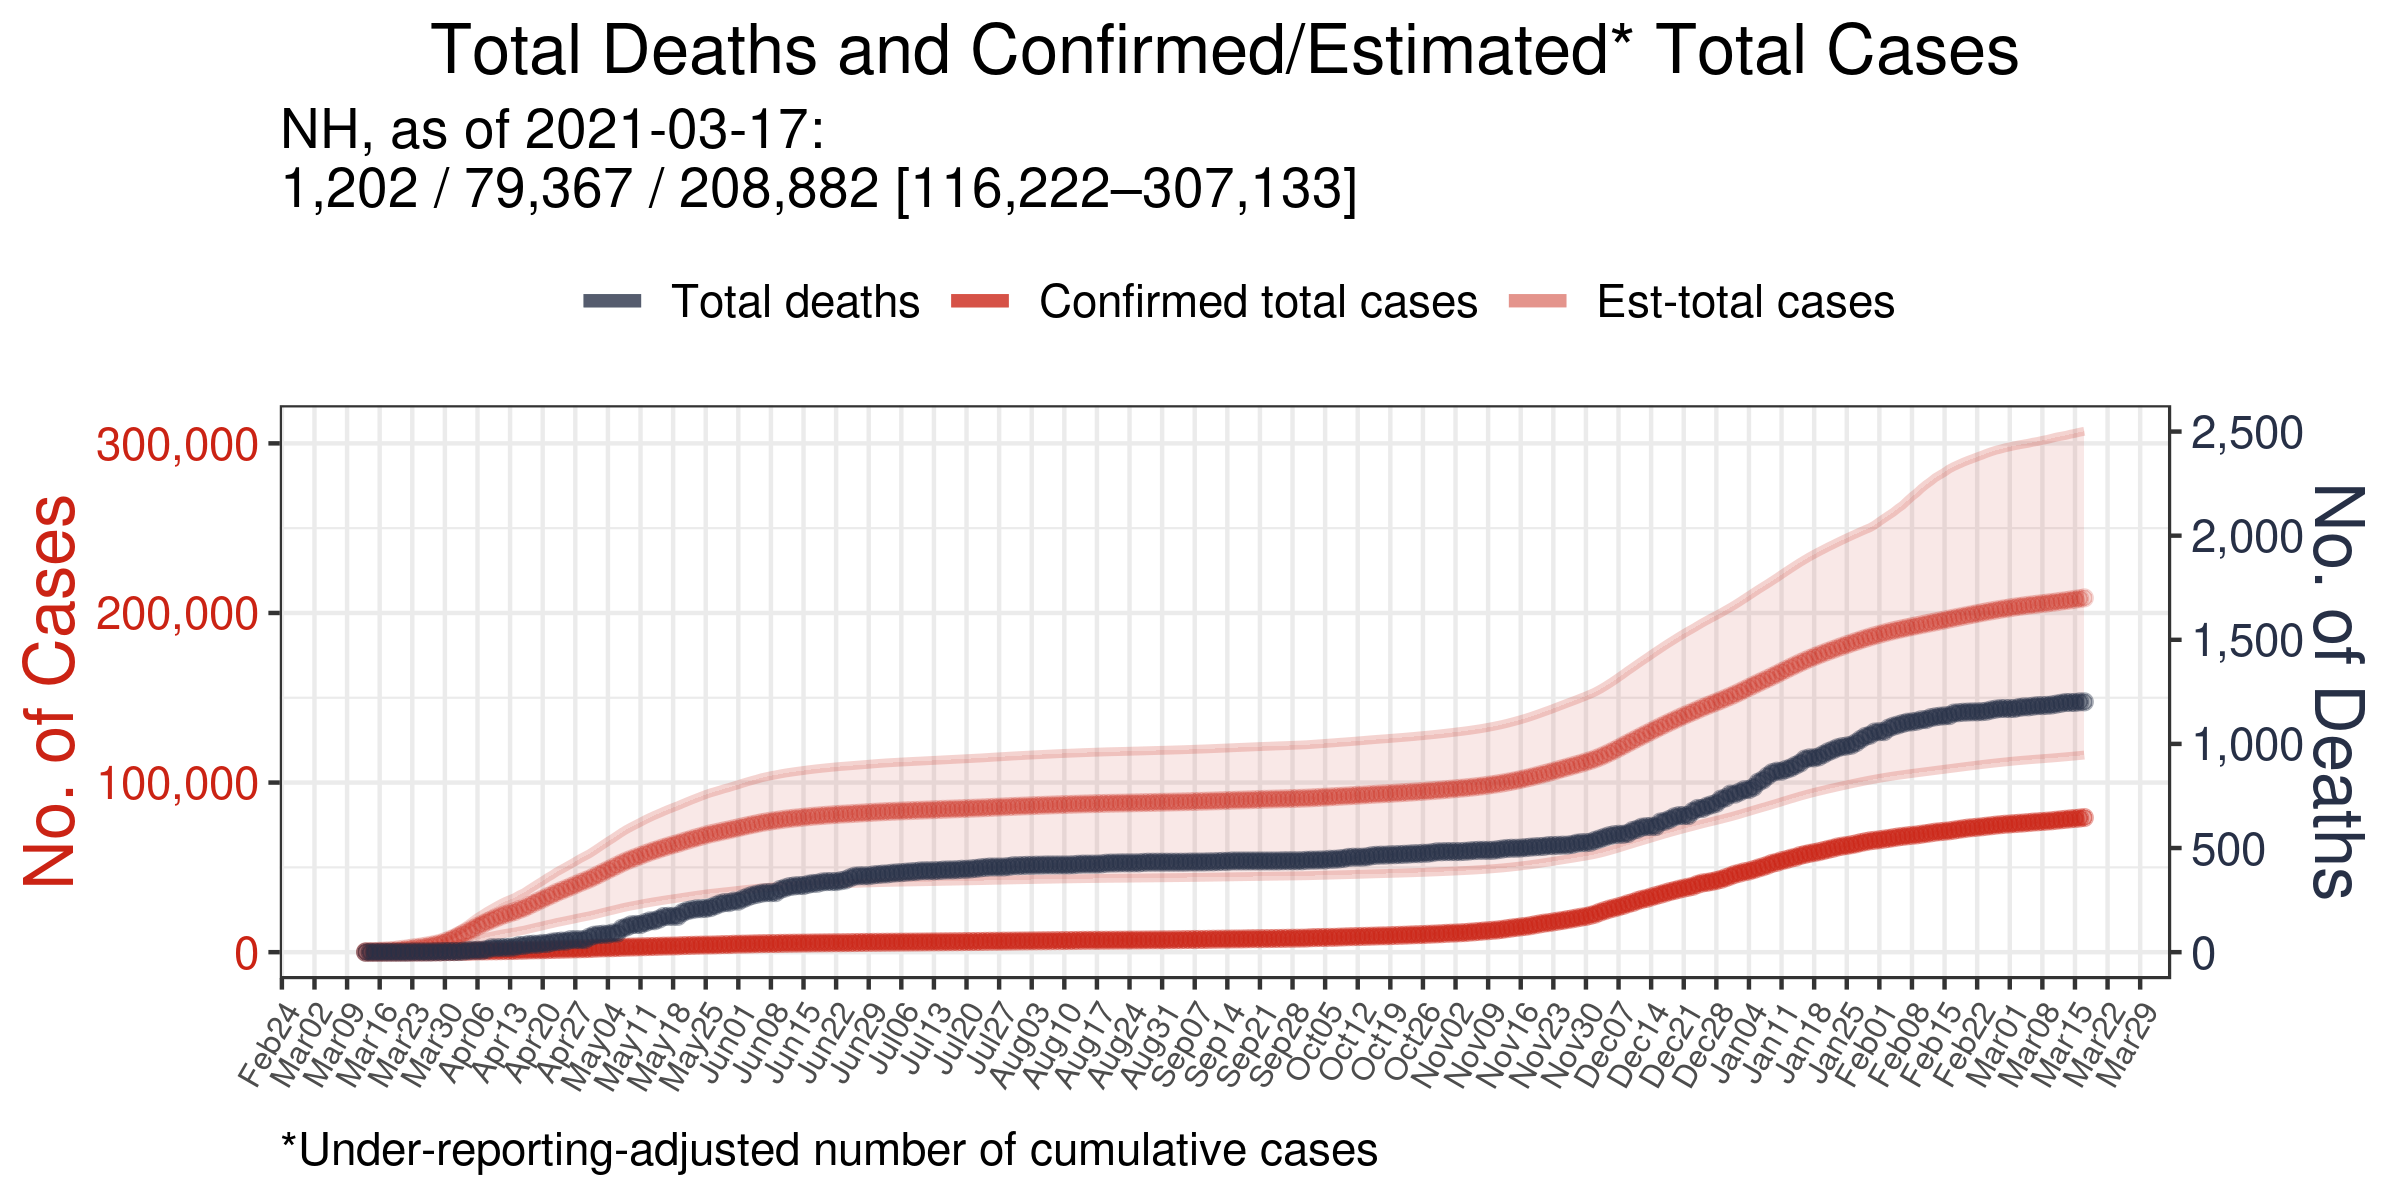 Total Deaths and Confirmed/Estimated* Total Cases
NH, as of 2021-03-17:
1,202 / 79,367 / 208,882 [116,222–307,133]
Total deaths
Confirmed total cases
Est-total cases
No. of Cases
300,000
200,000
100,000
0
2,500
2,000
1,500
1,000
500
0
No. of Deaths
Feb24
Mar02
Mar09
Mar16
Mar23
Mar30
Apr06
Apr13
Apr20
Apr27
May04
May11
May18
May25
Jun01
Jun08
Jun15
Jun22
Jun29
Jul06
Jul13
Jul20
Jul27
Aug03
Aug10
Aug17
Aug24
Aug31
Sep07
Sep14
Sep21
Sep28
Oct05
Oct12
Oct19
Oct26
Nov02
Nov09
Nov16
Nov23
Nov30
Dec07
Dec14
Dec21
Dec28
Jan04
Jan11
Jan18
Jan25
Feb01
Feb08
Feb15
Feb22
Mar01
Mar08
Mar15
Mar22
Mar29
*Under-reporting-adjusted number of cumulative cases